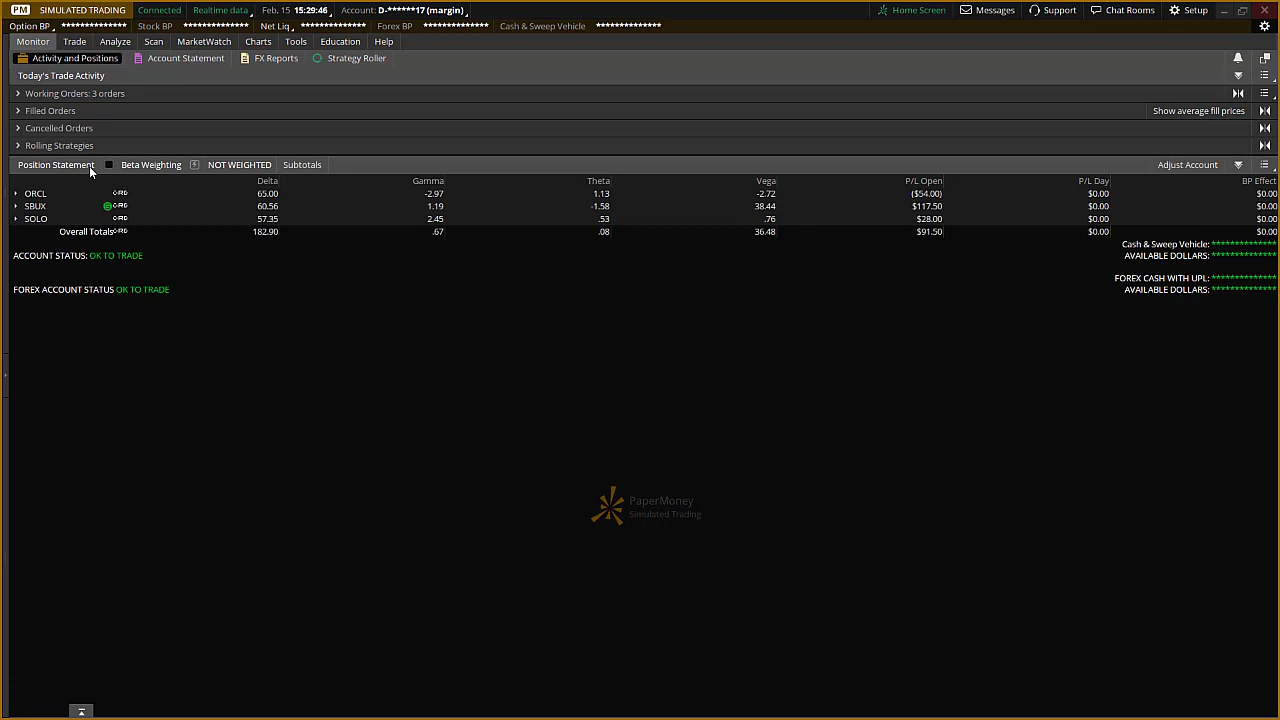 PM SIMULATED TRADING Connected Realtime data Feb. 15 15:29:46 Account: D-******17 (margin) Home Screen Messages Support Chat Rooms Setup
Option BP ************** Stock BP ************** Net Liq ************** Forex BP ************** Cash & Sweep Vehicle **************
Monitor Trade Analyze Scan MarketWatch Charts Tools Education Help
Activity and Positions Account Statement FX Reports Strategy Roller
Today's Trade Activity
Working Orders: 3 orders
Filled Orders Show average fill prices
Cancelled Orders
Rolling Strategies
Position Statement Beta Weighting NOT WEIGHTED Subtotals Adjust Account
Delta Gamma Theta Vega P/L Open P/L Day BP Effect
ORCL 65.00 -2.97 1.13 -2.72 ($54.00) $0.00 $0.00
SBUX 60.56 1.19 -1.58 38.44 $117.50 $0.00 $0.00
SOLO 57.35 2.45 .53 .76 $28.00 $0.00 $0.00
Overall Totals 182.90 .67 .08 36.48 $91.50 $0.00 $0.00
Cash & Sweep Vehicle: **************
ACCOUNT STATUS: OK TO TRADE AVAILABLE DOLLARS: **************
FOREX CASH WITH UPL: **************
FOREX ACCOUNT STATUS OK TO TRADE AVAILABLE DOLLARS: **************
PaperMoney
Simulated Trading